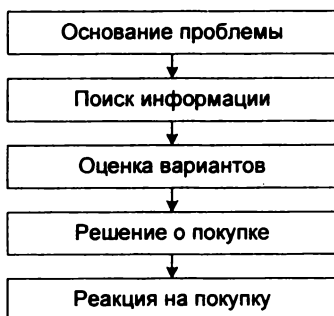 Основание проблемы
Поиск информации
Оценка вариантов
Решение о покупке
Реакция на покупку